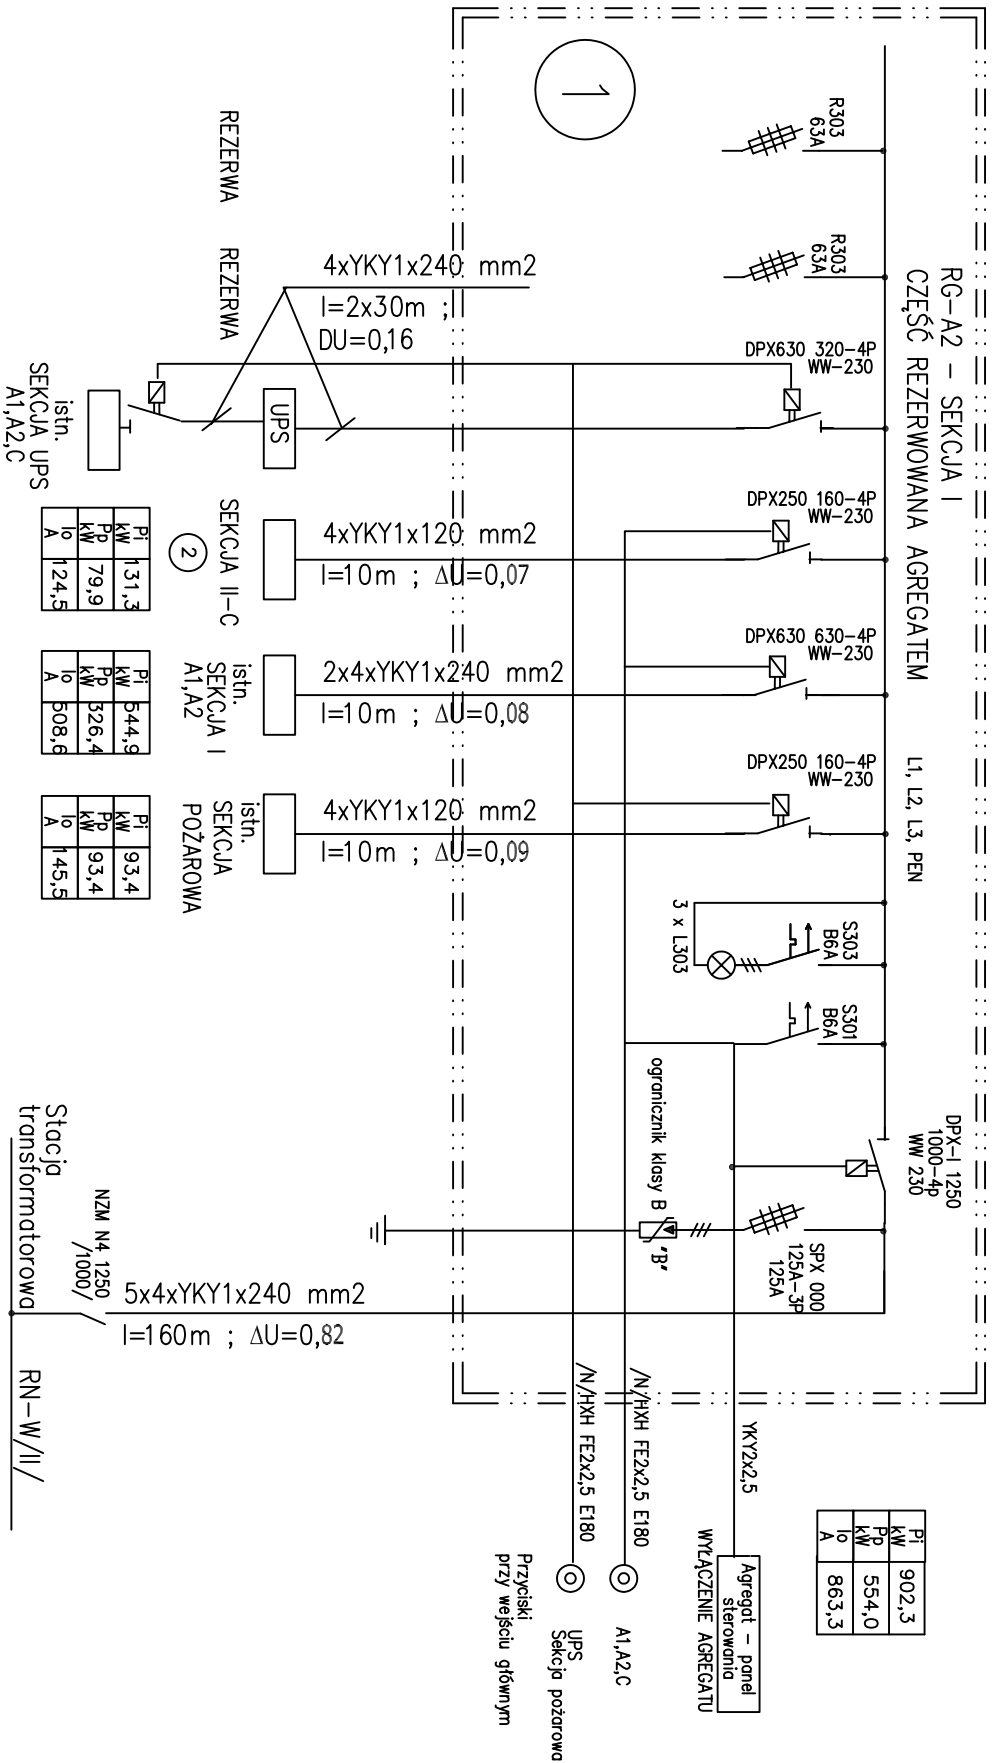 RG-A2 - SEKCJA I
CZĘŚĆ REZERWOWANA AGREGATEM
L1, L2, L3, PEN
1
R303
63A
R303
63A
DPX630 320-4P
WW-230
DPX250 160-4P
WW-230
DPX630 630-4P
WW-230
DPX250 160-4P
WW-230
S303
B6A
3 x L303
S301
B6A
DPX-I 1250
1000-4p
WW 230
SPX 000
125A-3P
125A
ogranicznik klasy B
"B"
REZERWA
REZERWA
4xYKY1x240 mm2
l=2x30m ;
DU=0,16
UPS
istn.
SEKCJA UPS
A1,A2,C
4xYKY1x120 mm2
l=10m ; ΔU=0,07
SEKCJA II-C
2
Pi kW 131,3
Pp kW 79,9
Io A 124,5
2x4xYKY1x240 mm2
l=10m ; ΔU=0,08
istn.
SEKCJA I
A1,A2
Pi kW 544,9
Pp kW 326,4
Io A 508,6
4xYKY1x120 mm2
l=10m ; ΔU=0,09
istn.
SEKCJA
POŻAROWA
Pi kW 93,4
Pp kW 93,4
Io A 145,5
5x4xYKY1x240 mm2
l=160m ; ΔU=0,82
NZM N4 1250
/1000/
Stacja
transformatorowa
RN-W/II/
YKY2x2,5
/N/HXH FE2x2,5 E180
/N/HXH FE2x2,5 E180
Agregat - panel
sterowania
WYŁĄCZENIE AGREGATU
A1,A2,C
UPS
Sekcja pożarowa
Przyciski
przy wejściu głównym
Pi kW 902,3
Pp kW 554,0
Io A 863,3